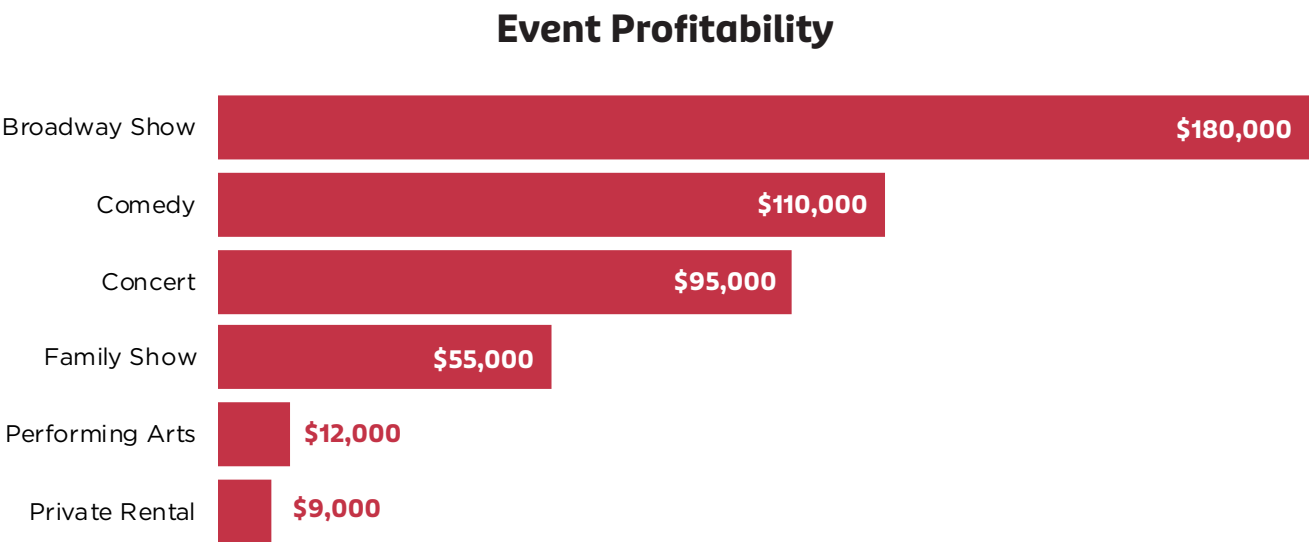 Event Profitability
Broadway Show $180,000
Comedy $110,000
Concert $95,000
Family Show $55,000
Performing Arts $12,000
Private Rental $9,000